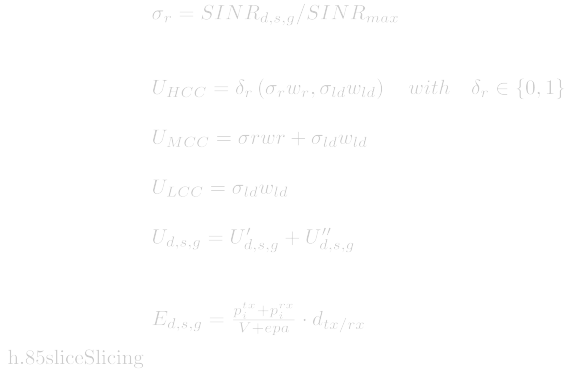 σ_r = SINR_{d,s,g}/SINR_{max}
U_{HCC} = δ_r (σ_r w_r, σ_{ld} w_{ld}) with δ_r ∈ {0, 1}
U_{MCC} = σrwr + σ_{ld} w_{ld}
U_{LCC} = σ_{ld} w_{ld}
U_{d,s,g} = U'_{d,s,g} + U''_{d,s,g}
E_{d,s,g} = \frac{p_i^{tx}+p_i^{rx}}{V+epa} · d_{tx/rx}
h.85sliceSlicing